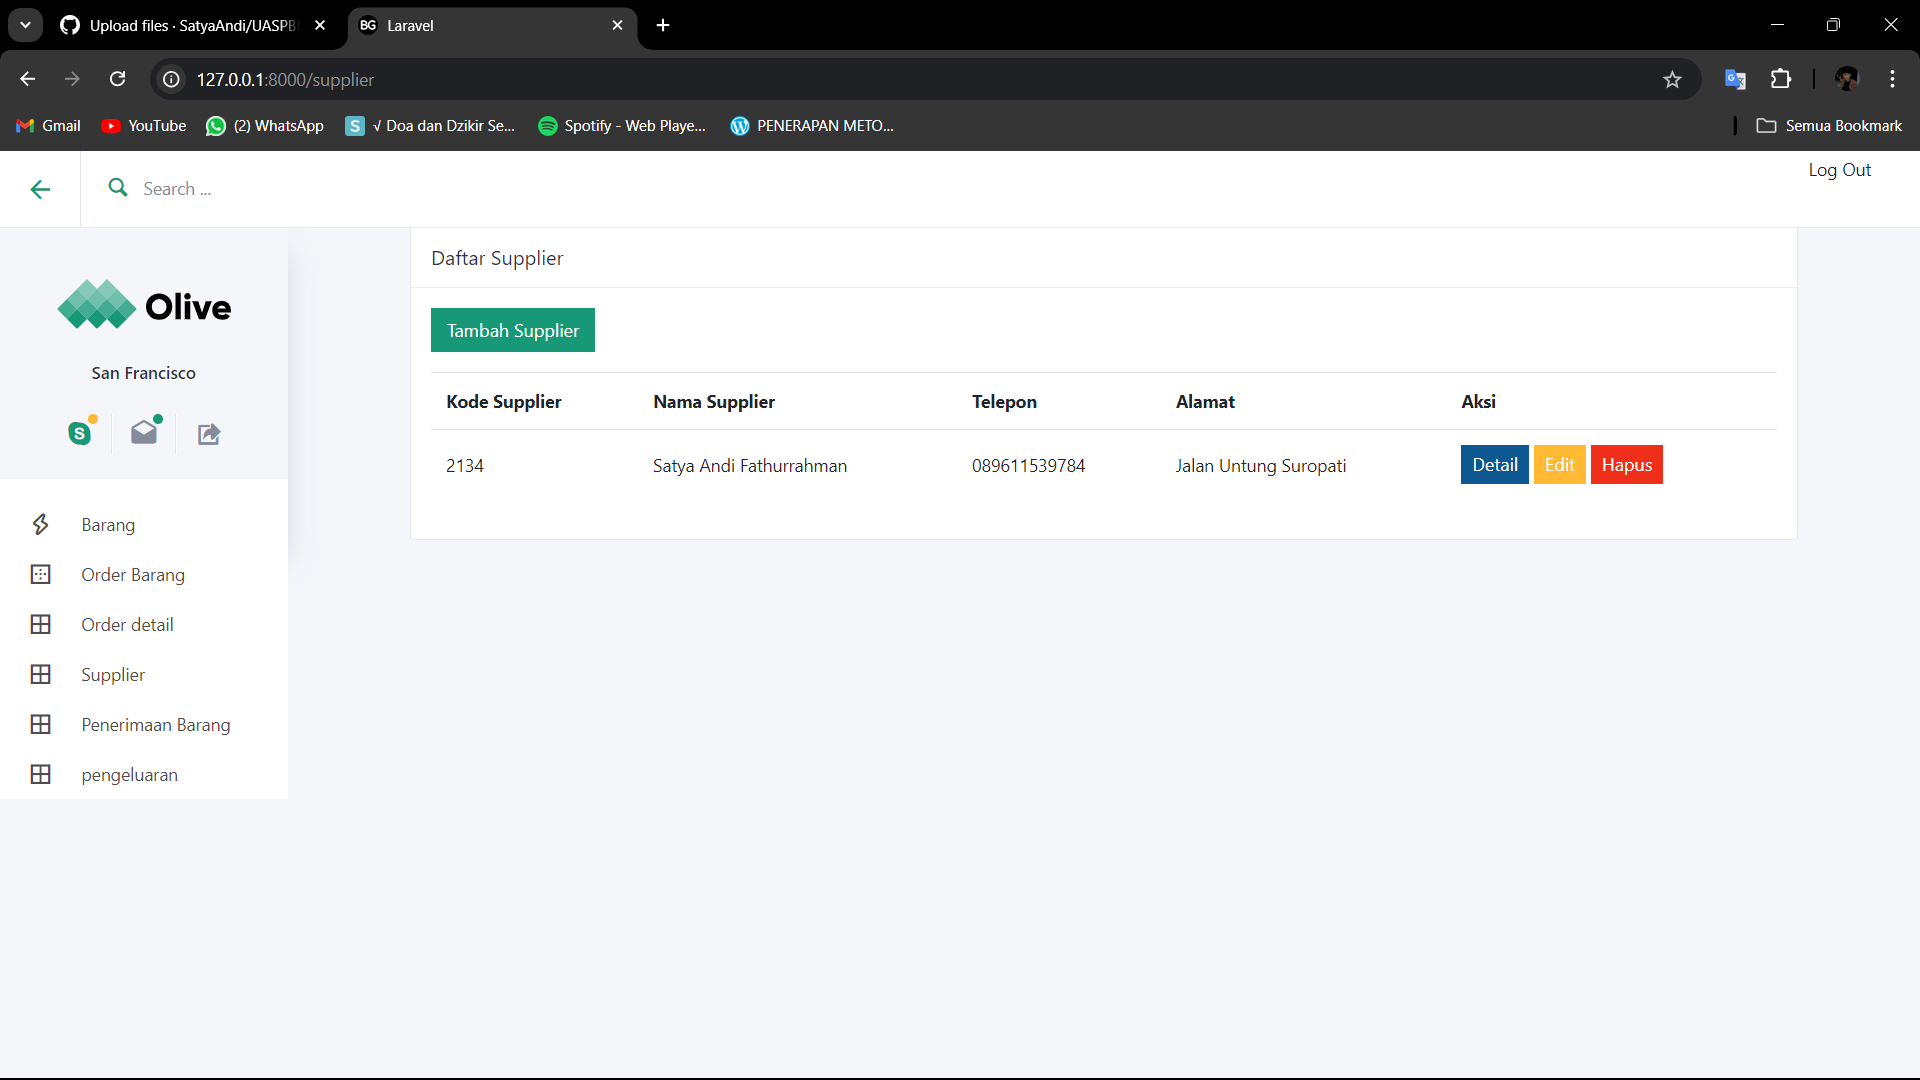 Upload files · SatyaAndi/UASPB
BG Laravel
127.0.0.1:8000/supplier
Gmail YouTube (2) WhatsApp S √ Doa dan Dzikir Se... Spotify - Web Playe... PENERAPAN METO... Semua Bookmark
Search ... Log Out
Olive
San Francisco
S
Barang
Order Barang
Order detail
Supplier
Penerimaan Barang
pengeluaran
Daftar Supplier
Tambah Supplier
Kode Supplier Nama Supplier Telepon Alamat Aksi
2134 Satya Andi Fathurrahman 089611539784 Jalan Untung Suropati Detail Edit Hapus